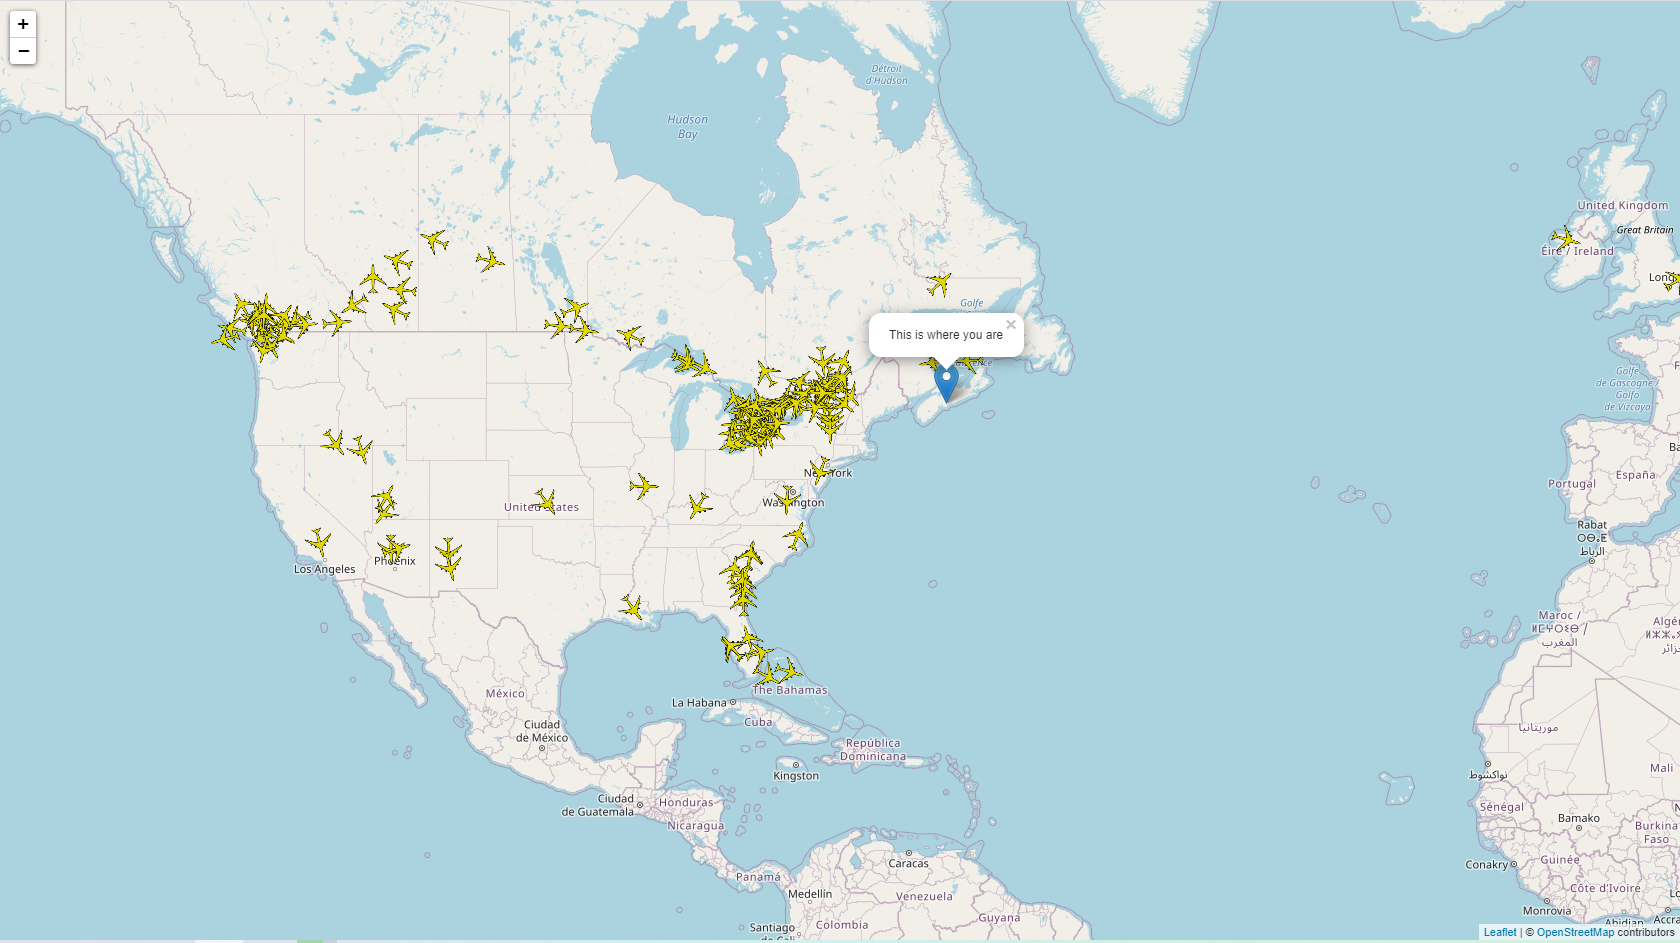 +
−
Détroit
d'Hudson
Hudson
Bay
United Kingdom
Great Britain
Éire / Ireland
Golfe
This is where you are
×
Golfe
de Gascogne /
Golfo
de Vizcaya
New York
Washington
United States
España
Portugal
Los Angeles
Phoenix
Rabat
ⵔⴱⴰⵟ
الرباط
Maroc /
ⵍⵎⵖⵔⵉⴱ /
المغرب
The Bahamas
La Habana
Cuba
México
Ciudad
de México
República
Dominicana
Kingston
موريتانيا
نواكشوط
Mali
Ciudad
de Guatemala
Honduras
Nicaragua
Sénégal
Bamako
Burkina
Faso
Caracas
Conakry
Guinée
Panamá
Medellín
Venezuela
Côte d'Ivoire
Guyana
Monrovia
Abidjan
Colombia
Santiago
de Cali
Leaflet | © OpenStreetMap contributors